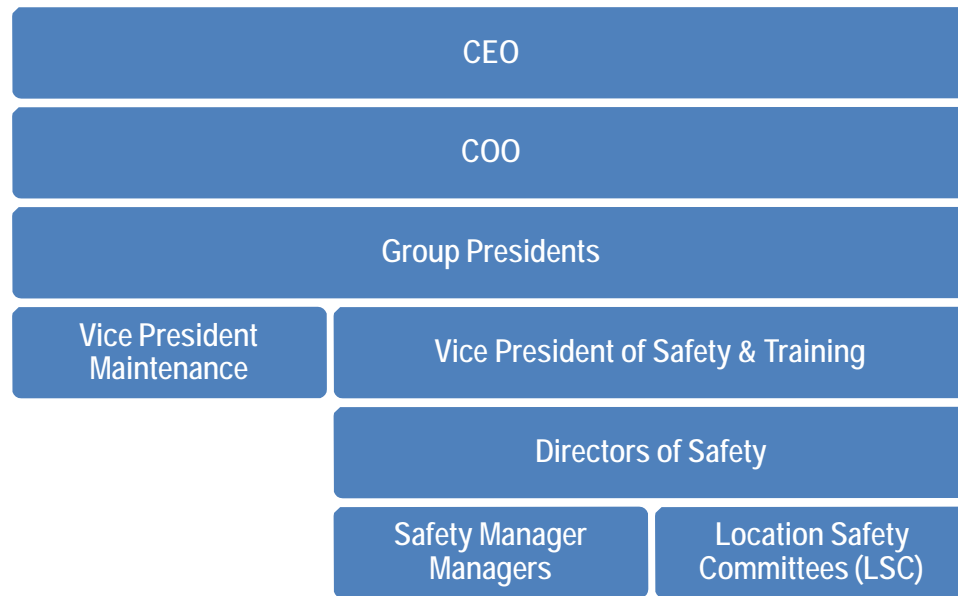 CEO
COO
Group Presidents
Vice President
Maintenance
Vice President of Safety & Training
Directors of Safety
Safety Manager
Managers
Location Safety
Committees (LSC)